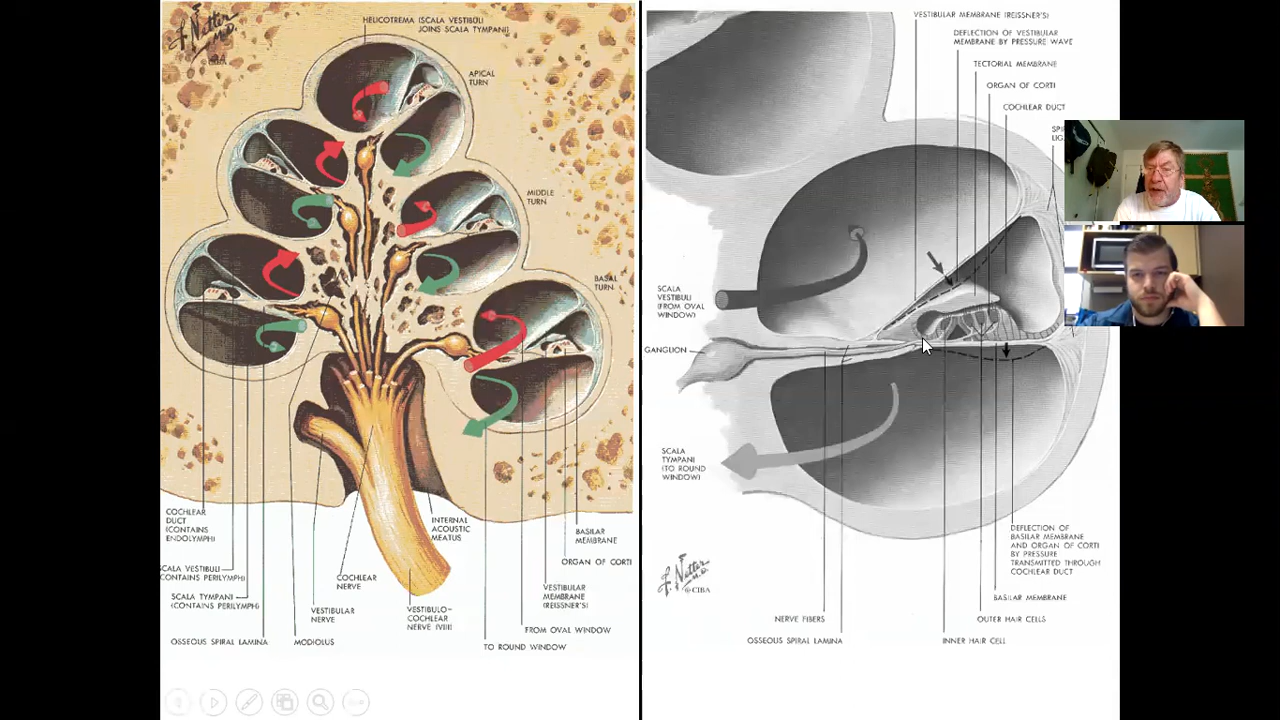 F. Netter
M.D.
© CIBA
HELICOTREMA (SCALA VESTIBULI
JOINS SCALA TYMPANI)
APICAL
TURN
MIDDLE
TURN
BASAL
TURN
COCHLEAR
DUCT
(CONTAINS
ENDOLYMPH)
SCALA VESTIBULI
(CONTAINS PERILYMPH)
SCALA TYMPANI
(CONTAINS PERILYMPH)
OSSEOUS SPIRAL LAMINA
MODIOLUS
VESTIBULAR
NERVE
COCHLEAR
NERVE
VESTIBULO-
COCHLEAR
NERVE (VIII)
INTERNAL
ACOUSTIC
MEATUS
BASILAR
MEMBRANE
ORGAN OF CORTI
VESTIBULAR
MEMBRANE
(REISSNER'S)
FROM OVAL WINDOW
TO ROUND WINDOW
VESTIBULAR MEMBRANE (REISSNER'S)
DEFLECTION OF VESTIBULAR
MEMBRANE BY PRESSURE WAVE
TECTORIAL MEMBRANE
ORGAN OF CORTI
COCHLEAR DUCT
SCALA
VESTIBULI
(FROM OVAL
WINDOW)
GANGLION
SCALA
TYMPANI
(TO ROUND
WINDOW)
F. Netter
M.D.
© CIBA
DEFLECTION OF
BASILAR MEMBRANE
AND ORGAN OF CORTI
BY PRESSURE
TRANSMITTED THROUGH
COCHLEAR DUCT
BASILAR MEMBRANE
OUTER HAIR CELLS
INNER HAIR CELL
NERVE FIBERS
OSSEOUS SPIRAL LAMINA